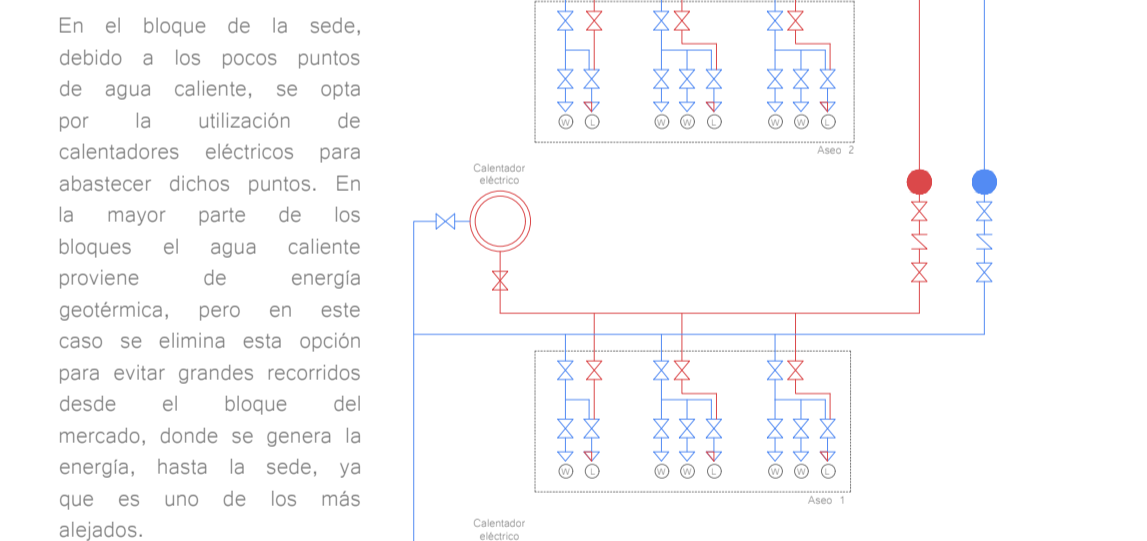 En el bloque de la sede,
debido a los pocos puntos
de agua caliente, se opta
por la utilización de
calentadores eléctricos para
abastecer dichos puntos. En
la mayor parte de los
bloques el agua caliente
proviene de energía
geotérmica, pero en este
caso se elimina esta opción
para evitar grandes recorridos
desde el bloque del
mercado, donde se genera la
energía, hasta la sede, ya
que es uno de los más
alejados.
W L W W L W W L
Aseo 2
Calentador
eléctrico
W L W W L W W L
Aseo 1
Calentador
eléctrico